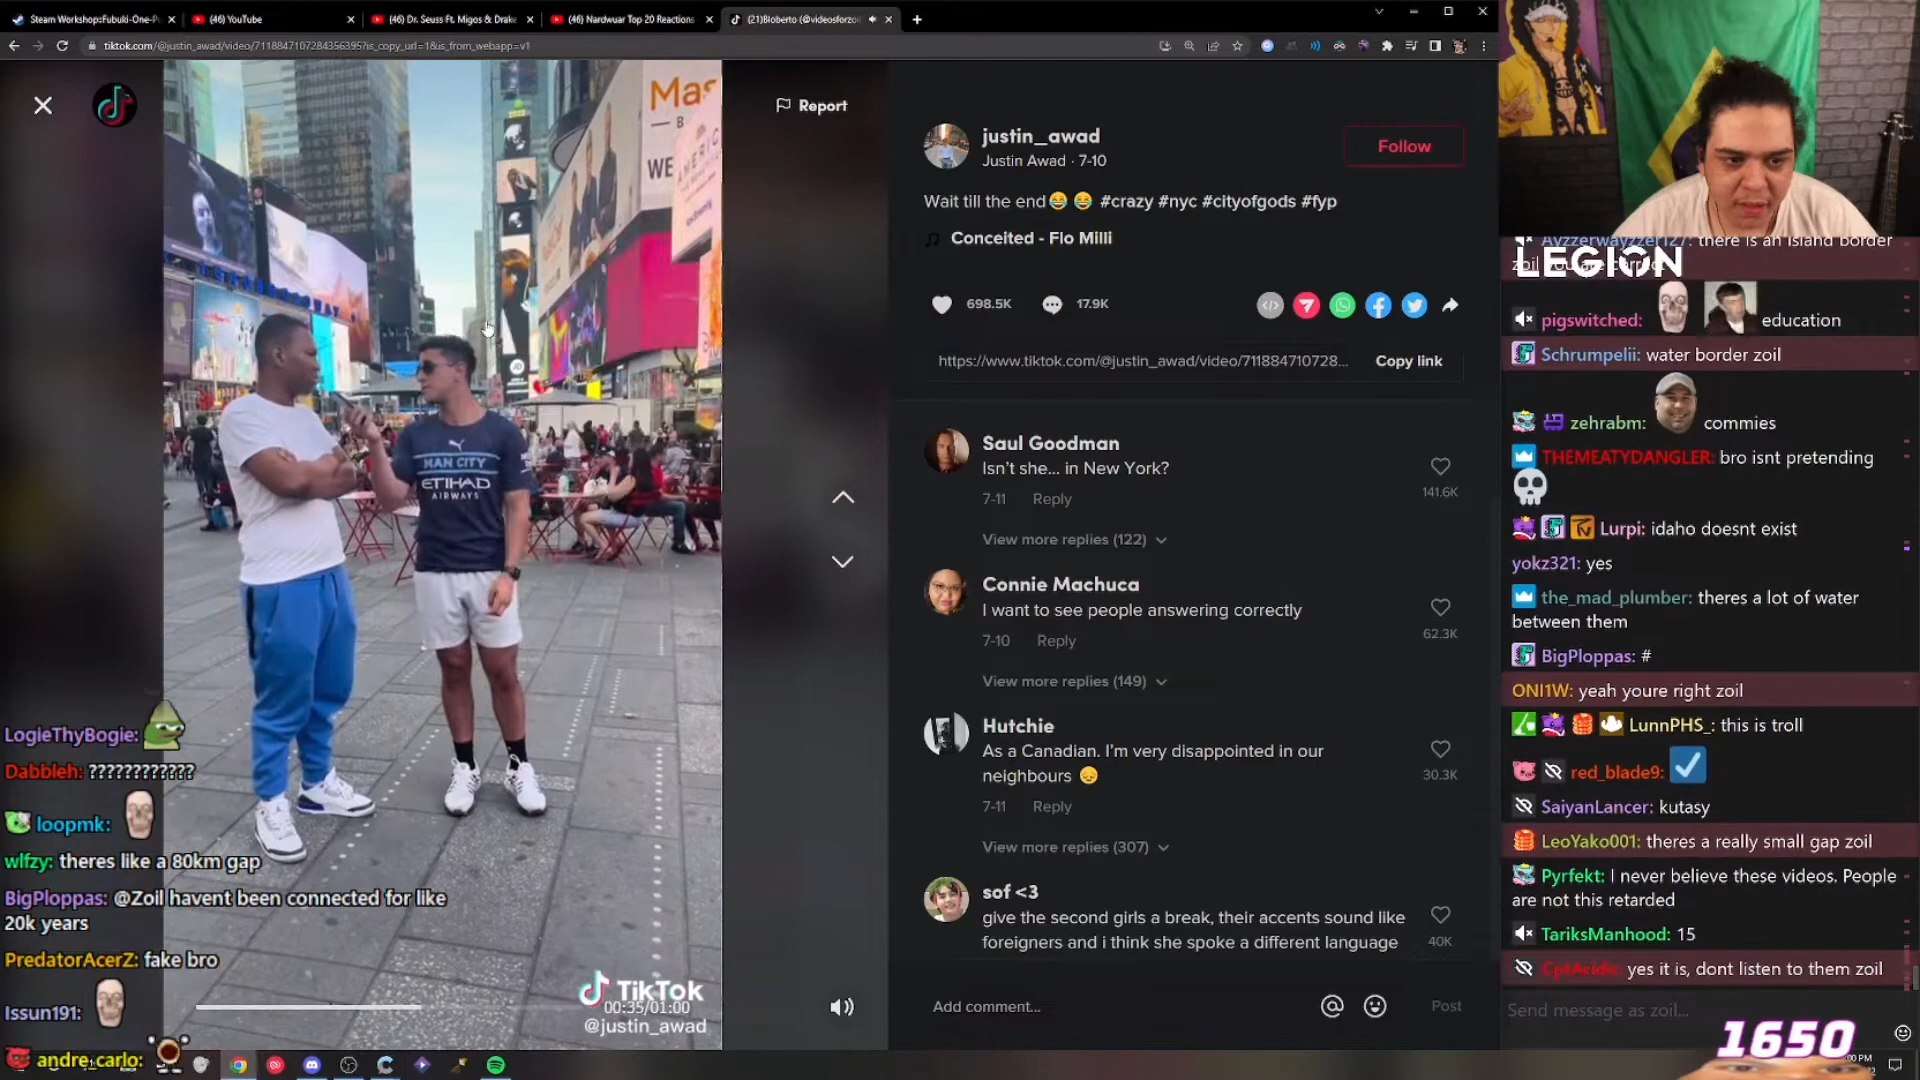 Steam Workshop:Fubuki-One-Pu
(46) YouTube
(46) Dr. Seuss Ft. Migos & Drake
(46) Nardwuar Top 20 Reactions
(21)Bloberto (@videosforzoi
tiktok.com/@justin_awad/video/7118847107284356395?is_copy_url=1&is_from_webapp=v1
Report
Mas
WE
MAN CITY
ETIHAD
AIRWAYS
TikTok
00:35/01:00
@justin_awad
LogieThyBogie:
Dabbleh: ????????????
loopmk:
wlfzy: theres like a 80km gap
BigPloppas: @Zoil havent been connected for like
20k years
PredatorAcerZ: fake bro
Issun191:
andre_carlo:
justin_awad
Justin Awad · 7-10
Follow
Wait till the end😂 😂 #crazy #nyc #cityofgods #fyp
Conceited - Flo Milli
698.5K
17.9K
https://www.tiktok.com/@justin_awad/video/711884710728...
Copy link
Saul Goodman
Isn't she... in New York?
141.6K
7-11 Reply
View more replies (122)
Connie Machuca
I want to see people answering correctly
62.3K
7-10 Reply
View more replies (149)
Hutchie
As a Canadian. I'm very disappointed in our
neighbours 😞
30.3K
7-11 Reply
View more replies (307)
sof <3
give the second girls a break, their accents sound like
foreigners and i think she spoke a different language
40K
Add comment...
Post
there is an island border
LEGION
pigswitched: education
Schrumpelii: water border zoil
zehrabm: commies
THEMEATYDANGLER: bro isnt pretending
Lurpi: idaho doesnt exist
yokz321: yes
the_mad_plumber: theres a lot of water
between them
BigPloppas: #
ONI1W: yeah youre right zoil
LunnPHS_: this is troll
red_blade9:
SaiyanLancer: kutasy
LeoYako001: theres a really small gap zoil
Pyrfekt: I never believe these videos. People
are not this retarded
TariksManhood: 15
CptAcidic: yes it is, dont listen to them zoil
Send message as zoil...
1650